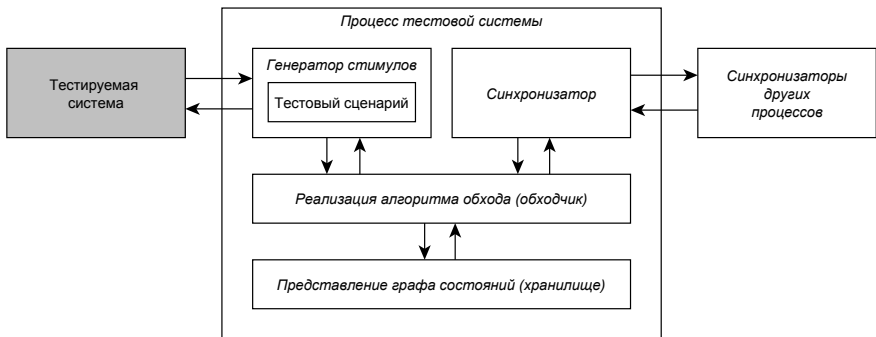 Процесс тестовой системы
Тестируемая
система
Генератор стимулов
Тестовый сценарий
Синхронизатор
Синхронизаторы
других
процессов
Реализация алгоритма обхода (обходчик)
Представление графа состояний (хранилище)